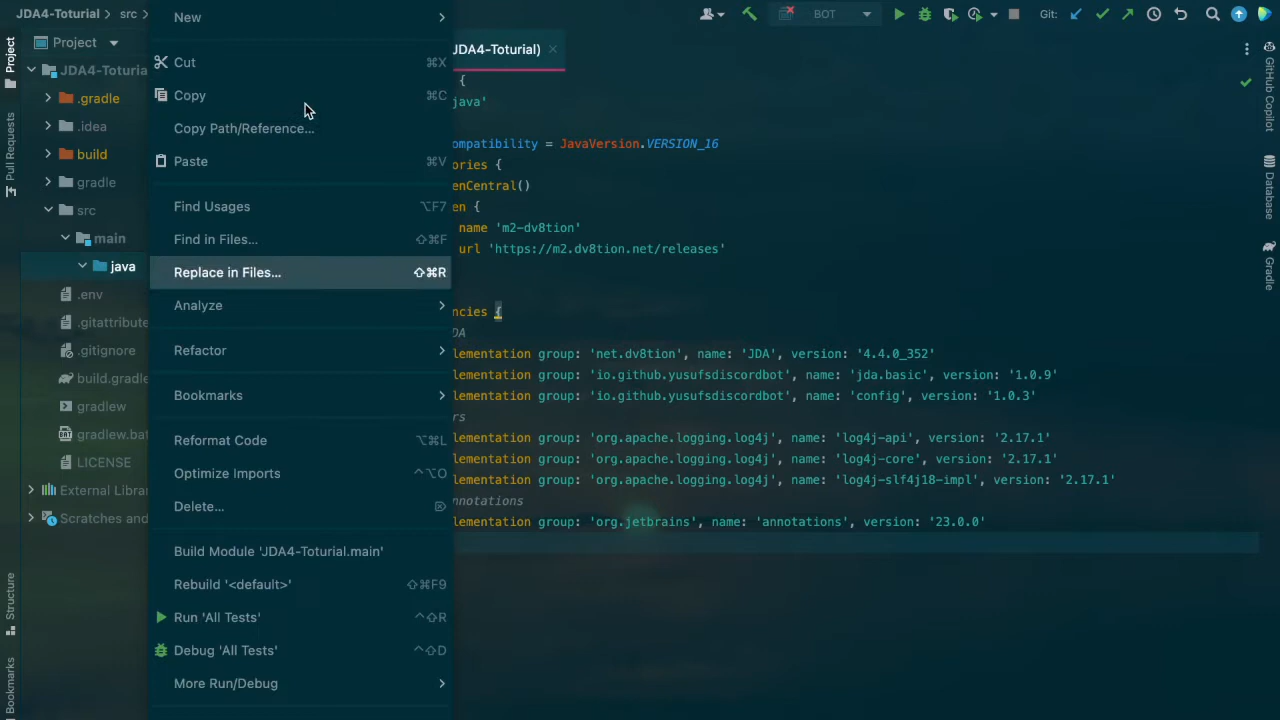 JDA4-Toturial
src
BOT
Git:
Project
Project
Pull Requests
Structure
Bookmarks
JDA4-Toturia
.gradle
.idea
build
gradle
src
main
java
.env
.gitattribute
.gitignore
build.gradle
gradlew
gradlew.bat
LICENSE
External Librar
Scratches and
New
Cut ⌘X
Copy ⌘C
Copy Path/Reference...
Paste ⌘V
Find Usages ⌥F7
Find in Files... ⇧⌘F
Replace in Files... ⇧⌘R
Analyze
Refactor
Bookmarks
Reformat Code ⌥⌘L
Optimize Imports ^⌥O
Delete... ⌦
Build Module 'JDA4-Toturial.main'
Rebuild '<default>' ⇧⌘F9
Run 'All Tests' ^⇧R
Debug 'All Tests' ^⇧D
More Run/Debug
JDA4-Toturial)
{
java'
ompatibility = JavaVersion.VERSION_16
ories {
enCentral()
en {
name 'm2-dv8tion'
url 'https://m2.dv8tion.net/releases'
ncies {
DA
lementation group: 'net.dv8tion', name: 'JDA', version: '4.4.0_352'
lementation group: 'io.github.yusufsdiscordbot', name: 'jda.basic', version: '1.0.9'
lementation group: 'io.github.yusufsdiscordbot', name: 'config', version: '1.0.3'
rs
lementation group: 'org.apache.logging.log4j', name: 'log4j-api', version: '2.17.1'
lementation group: 'org.apache.logging.log4j', name: 'log4j-core', version: '2.17.1'
lementation group: 'org.apache.logging.log4j', name: 'log4j-slf4j18-impl', version: '2.17.1'
nnotations
lementation group: 'org.jetbrains', name: 'annotations', version: '23.0.0'
GitHub Copilot
Database
Gradle